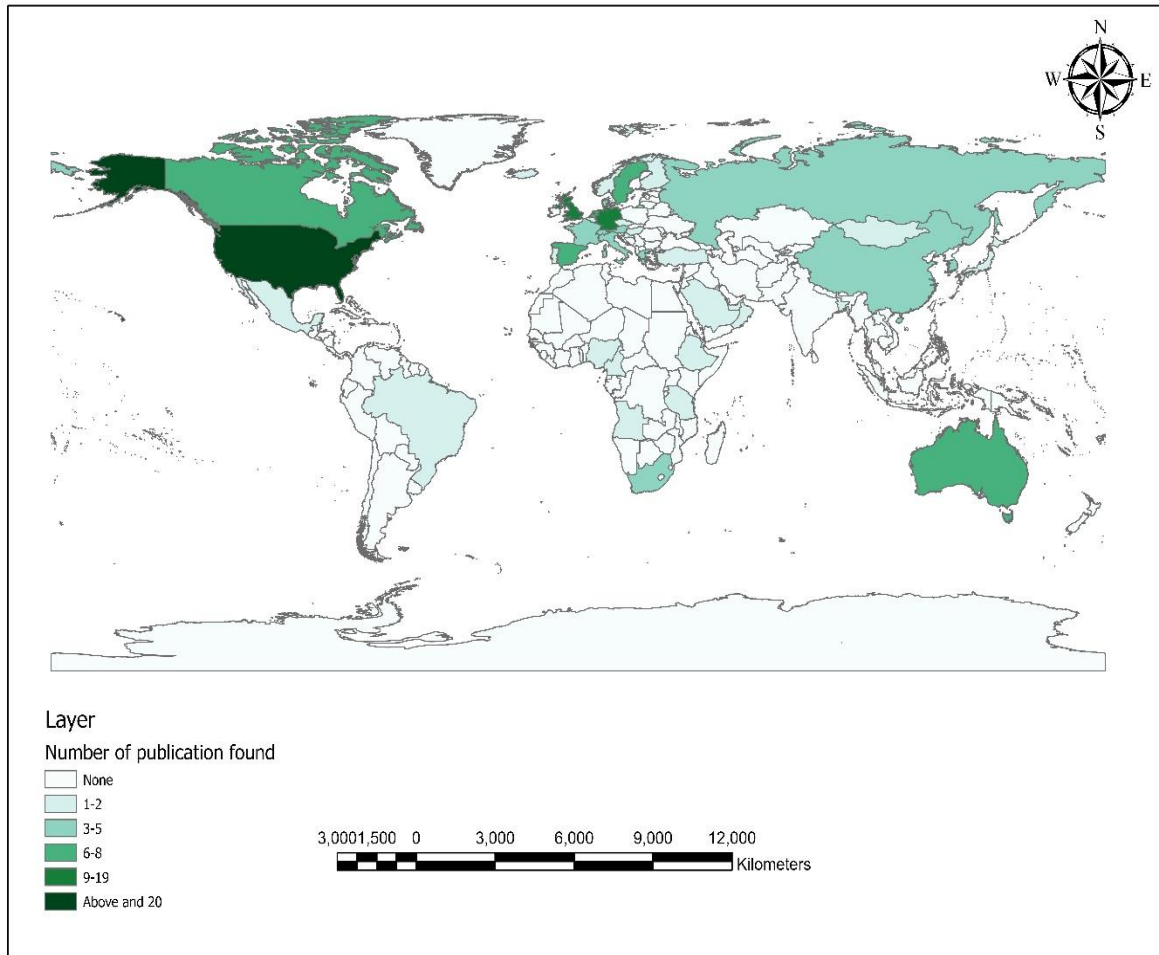 N
W E
S
Layer
Number of publication found
None
1-2
3-5
6-8
9-19
Above and 20
3,0001,500 0 3,000 6,000 9,000 12,000
Kilometers